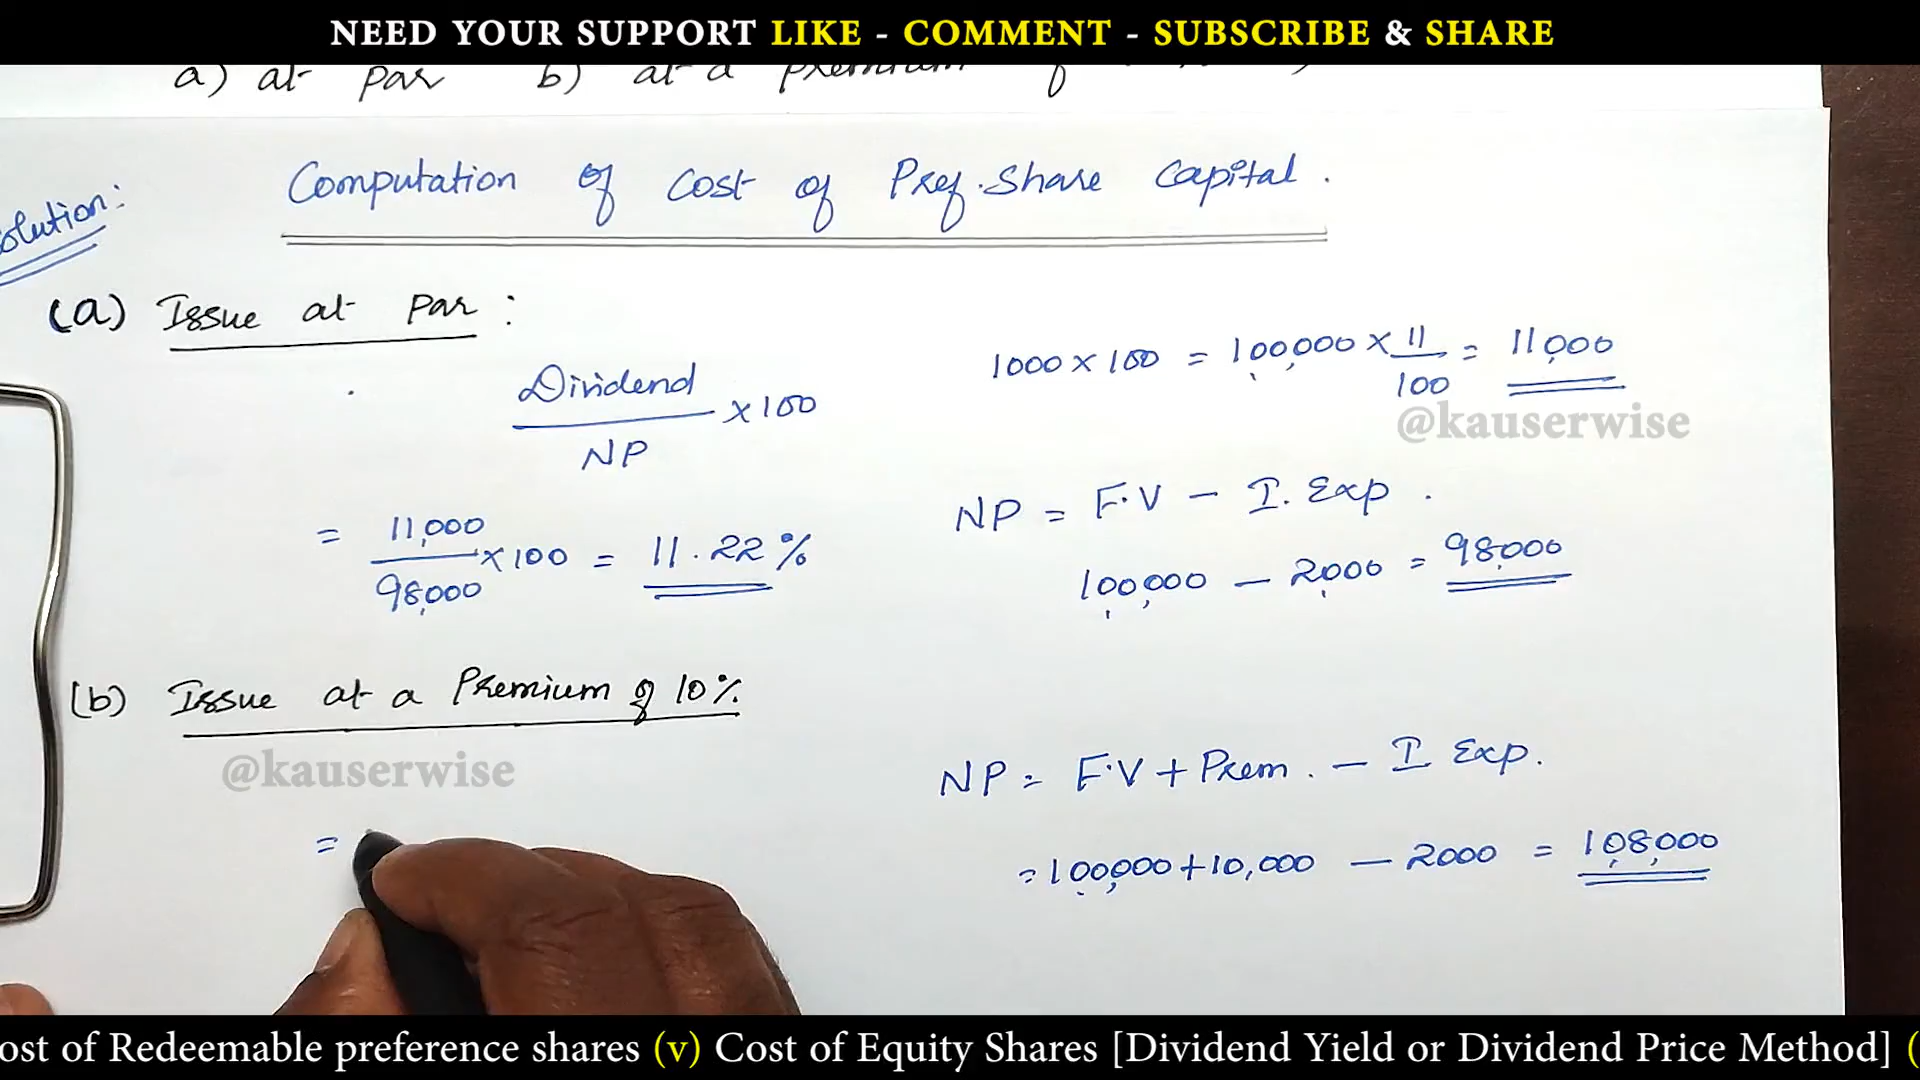 NEED YOUR SUPPORT LIKE - COMMENT - SUBSCRIBE & SHARE
a) at par b) at a premium
Solution:
Computation of Cost of Pref. Share Capital.
(a) Issue at Par :
Dividend
NP
× 100
1000 × 100 = 100,000 × 11/100 = 11,000
@kauserwise
NP = F.V - I. Exp.
= 11,000/98,000 × 100 = 11.22%
100,000 - 2000 = 98,000
(b) Issue at a Premium of 10%
@kauserwise
NP = F.V + Prem. - I Exp.
=
= 100,000 + 10,000 - 2000 = 108,000
ost of Redeemable preference shares (v) Cost of Equity Shares [Dividend Yield or Dividend Price Method] (